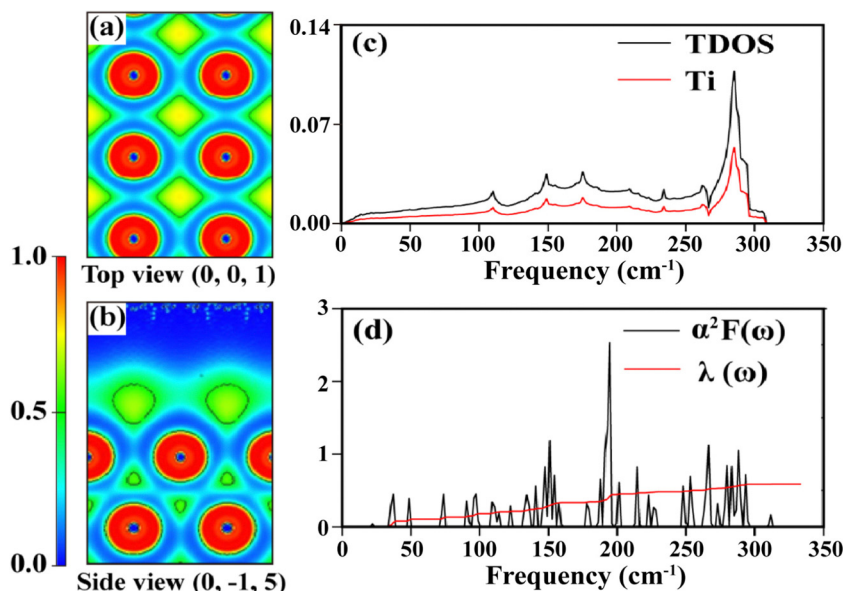 (a)
Top view (0, 0, 1)
1.0
0.5
0.0
(b)
Side view (0, -1, 5)
(c)
TDOS
Ti
0.14
0.07
0.00
0 50 100 150 200 250 300 350
Frequency (cm⁻¹)
(d)
α²F(ω)
λ (ω)
3
2
1
0
0 50 100 150 200 250 300 350
Frequency (cm⁻¹)